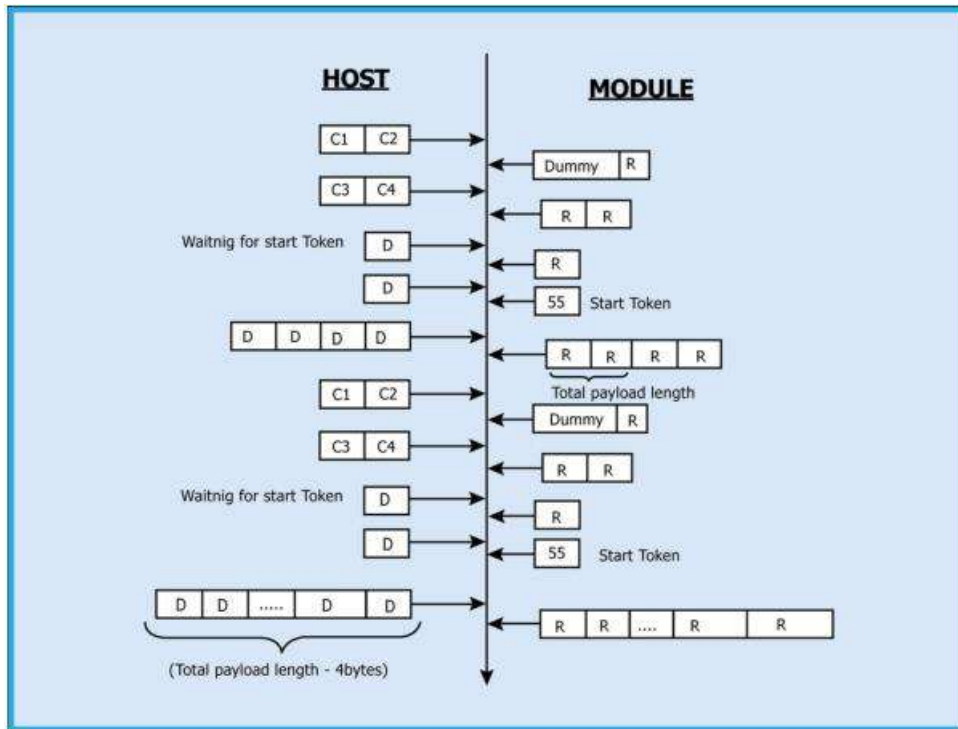 HOST
MODULE
C1 C2
Dummy R
C3 C4
R R
Waitnig for start Token D
R
D
55 Start Token
D D D D
R R R R
Total payload length
C1 C2
Dummy R
C3 C4
R R
Waitnig for start Token D
R
D
55 Start Token
D D ..... D D
R R .... R R
(Total payload length - 4bytes)